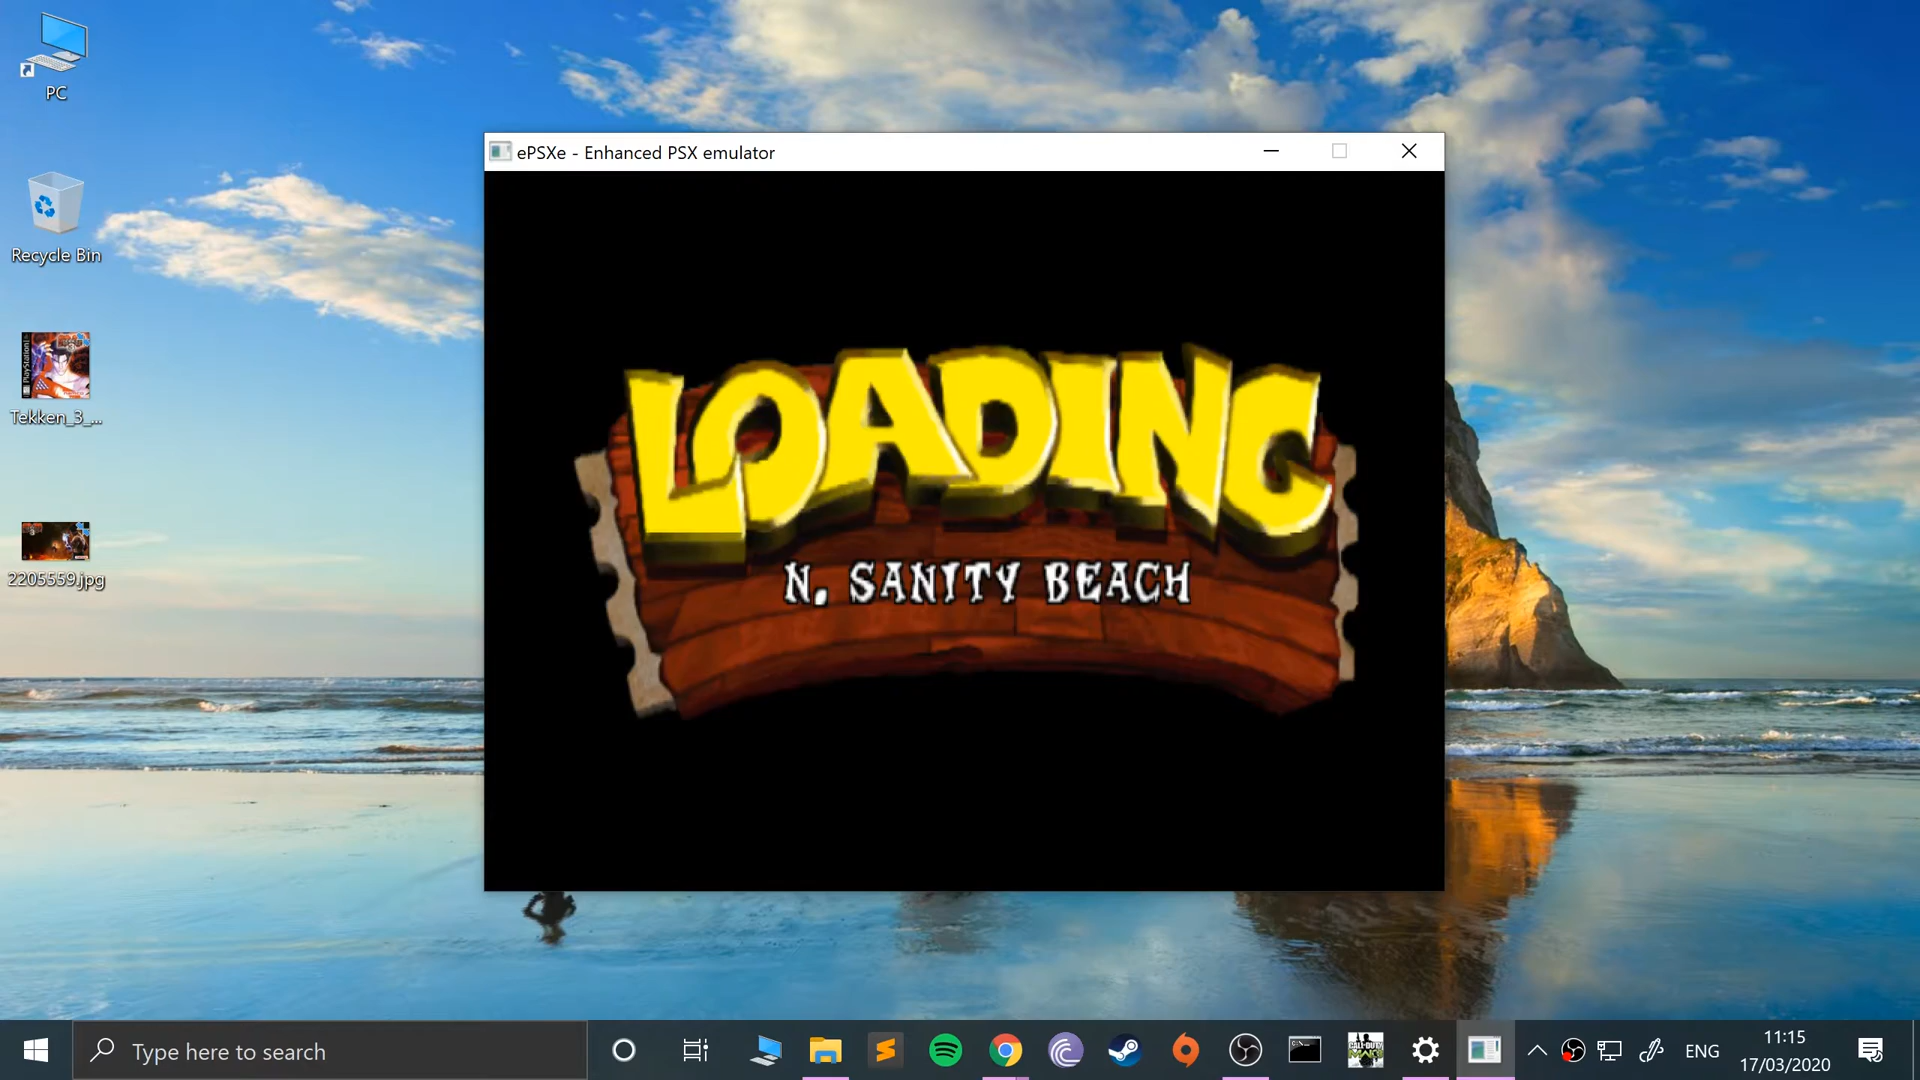 PC
Recycle Bin
Tekken_3_...
2205559.jpg
ePSXe - Enhanced PSX emulator
LOADING
N. SANITY BEACH
Type here to search
ENG
11:15
17/03/2020